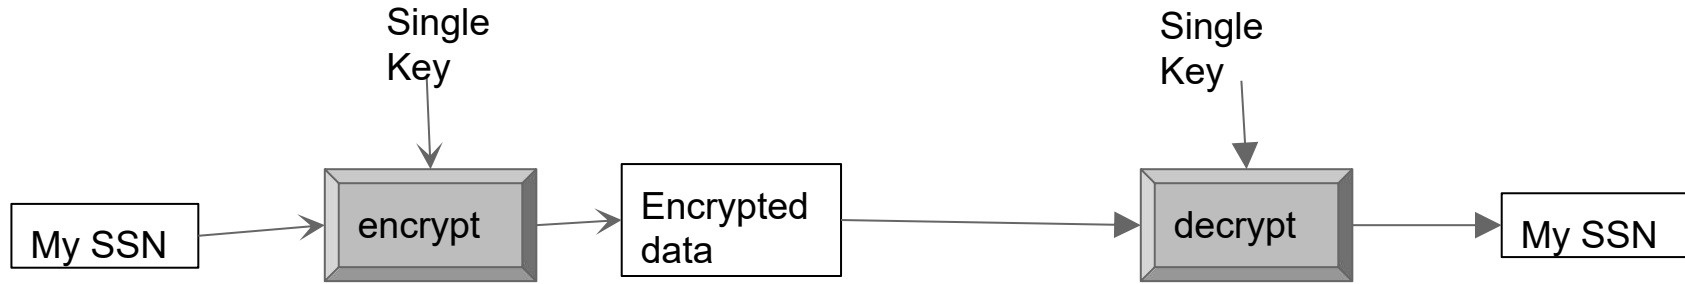 Single
Key
Single
Key
My SSN
encrypt
Encrypted
data
decrypt
My SSN